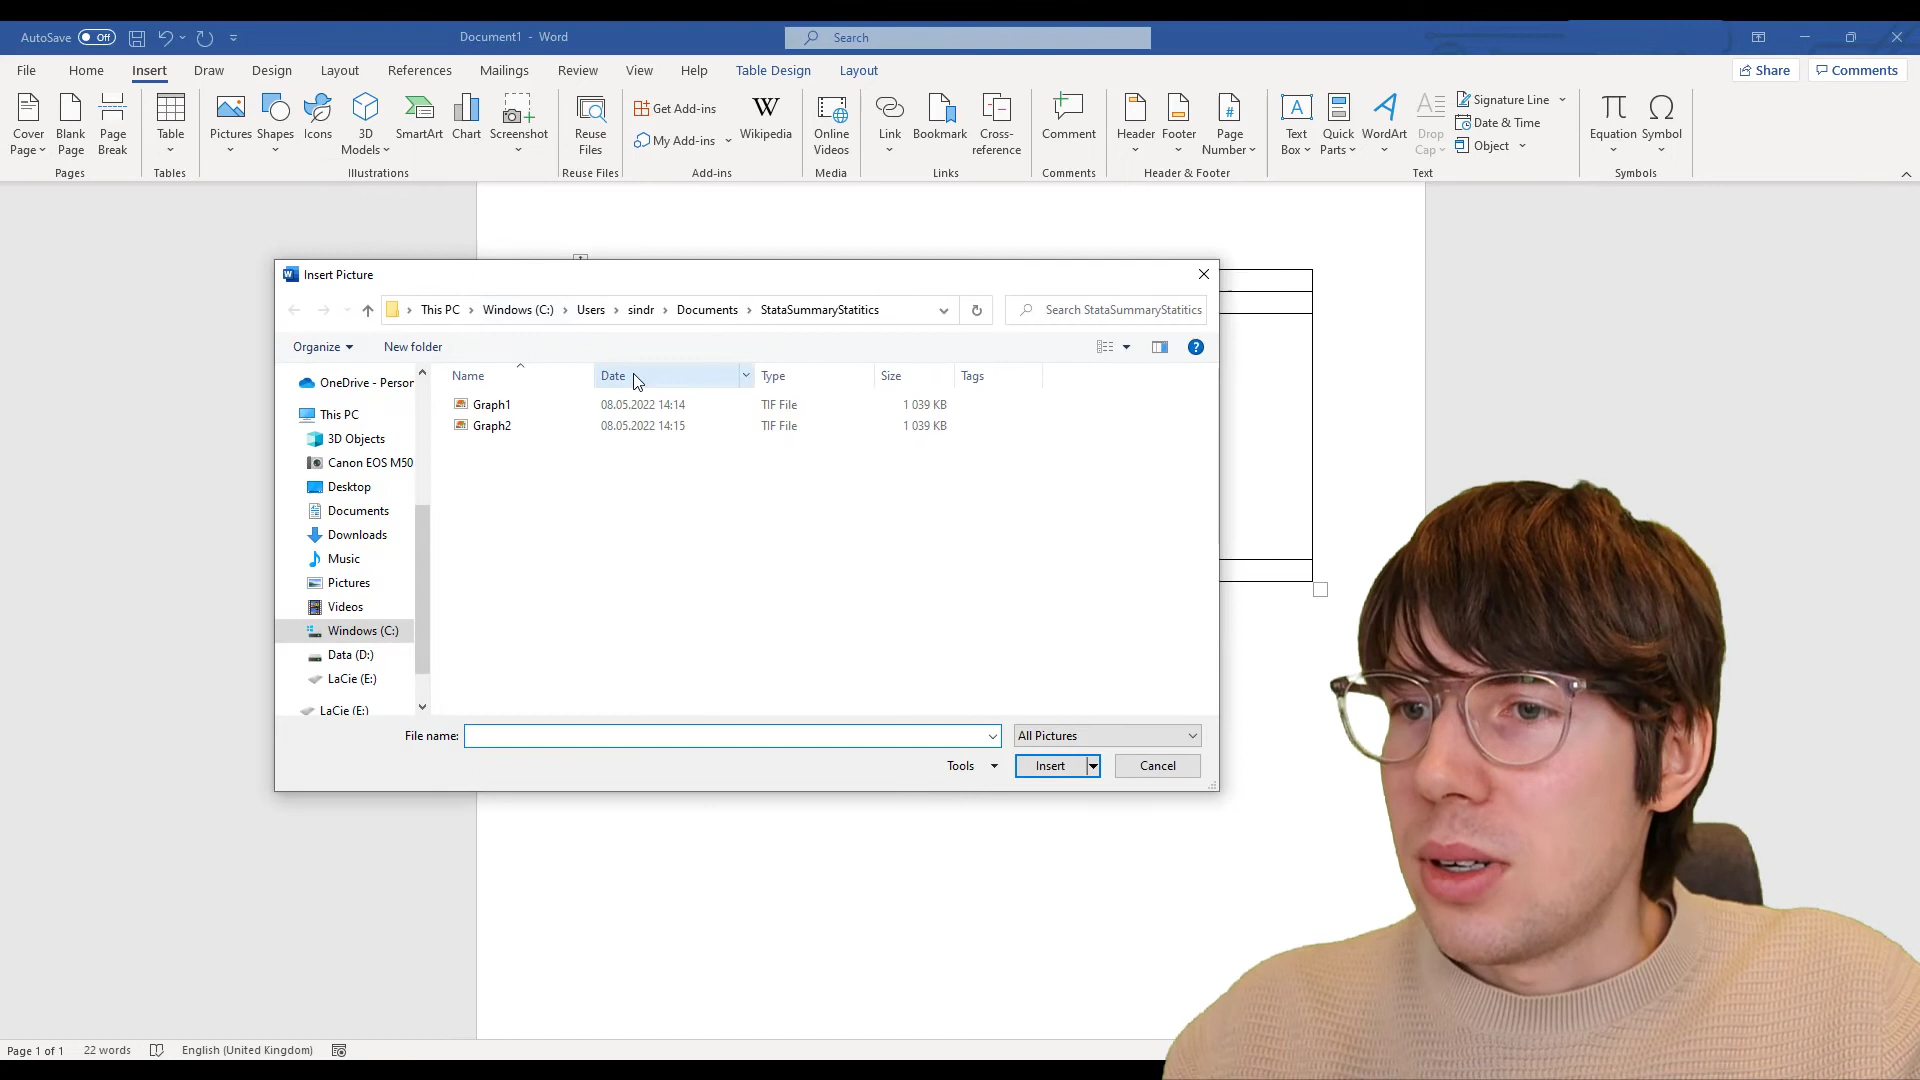 AutoSave Off Document1 - Word Search
File Home Insert Draw Design Layout References Mailings Review View Help Table Design Layout Share Comments
Cover Page Blank Page Page Break
Pages
Table
Tables
Pictures Shapes Icons 3D Models SmartArt Chart Screenshot
Illustrations
Reuse Files
Reuse Files
Get Add-ins
My Add-ins
Wikipedia
Add-ins
Online Videos
Media
Link Bookmark Cross-reference
Links
Comment
Comments
Header Footer Page Number
Header & Footer
Text Box Quick Parts WordArt Drop Cap
Signature Line
Date & Time
Object
Text
Equation Symbol
Symbols
Insert Picture
This PC Windows (C:) Users sindr Documents StataSummaryStatitics Search StataSummaryStatitics
Organize New folder
Name Date Type Size Tags
Graph1 08.05.2022 14:14 TIF File 1 039 KB
Graph2 08.05.2022 14:15 TIF File 1 039 KB
OneDrive - Person
This PC
3D Objects
Canon EOS M50
Desktop
Documents
Downloads
Music
Pictures
Videos
Windows (C:)
Data (D:)
LaCie (E:)
LaCie (E:)
File name: All Pictures
Tools Insert Cancel
Page 1 of 1 22 words English (United Kingdom)